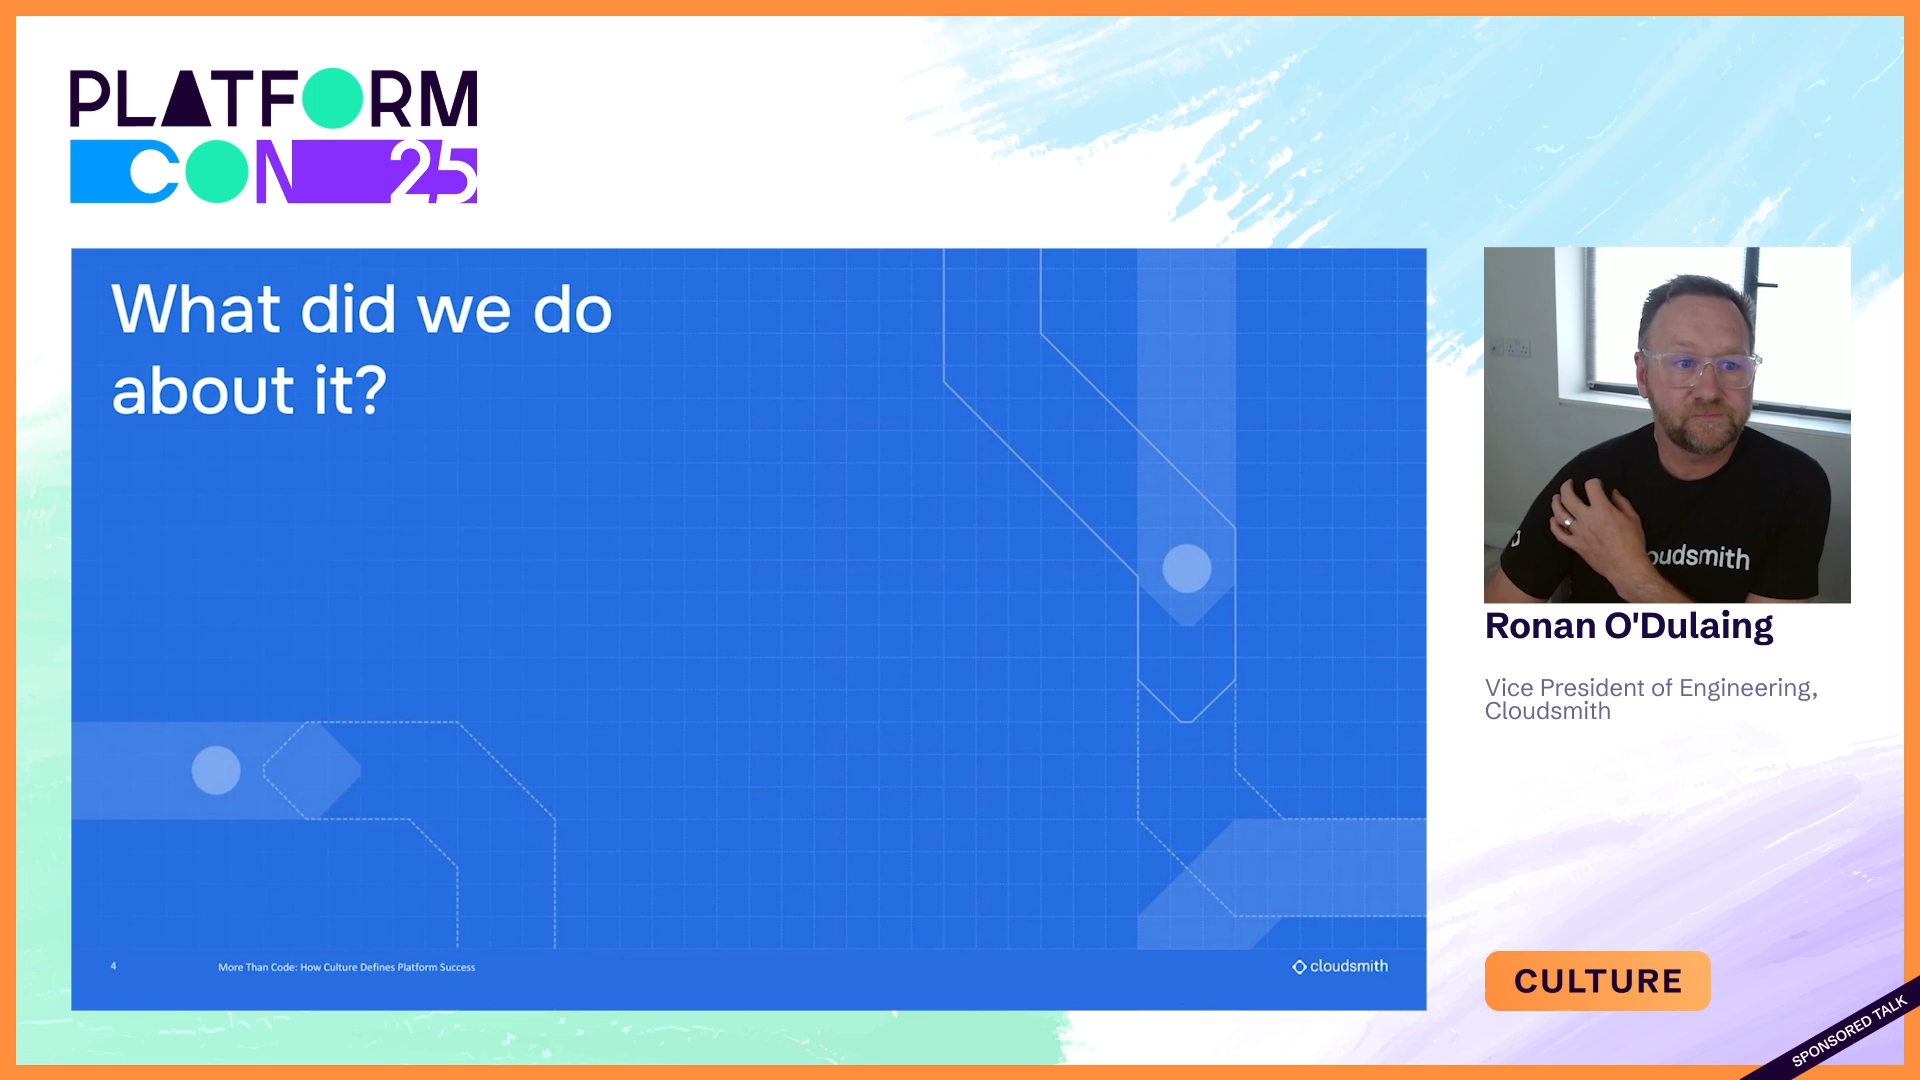 PLATFORM
CON 25
What did we do
about it?
4
More Than Code: How Culture Defines Platform Success
cloudsmith
oudsmith
Ronan O'Dulaing
Vice President of Engineering,
Cloudsmith
CULTURE
SPONSORED TALK